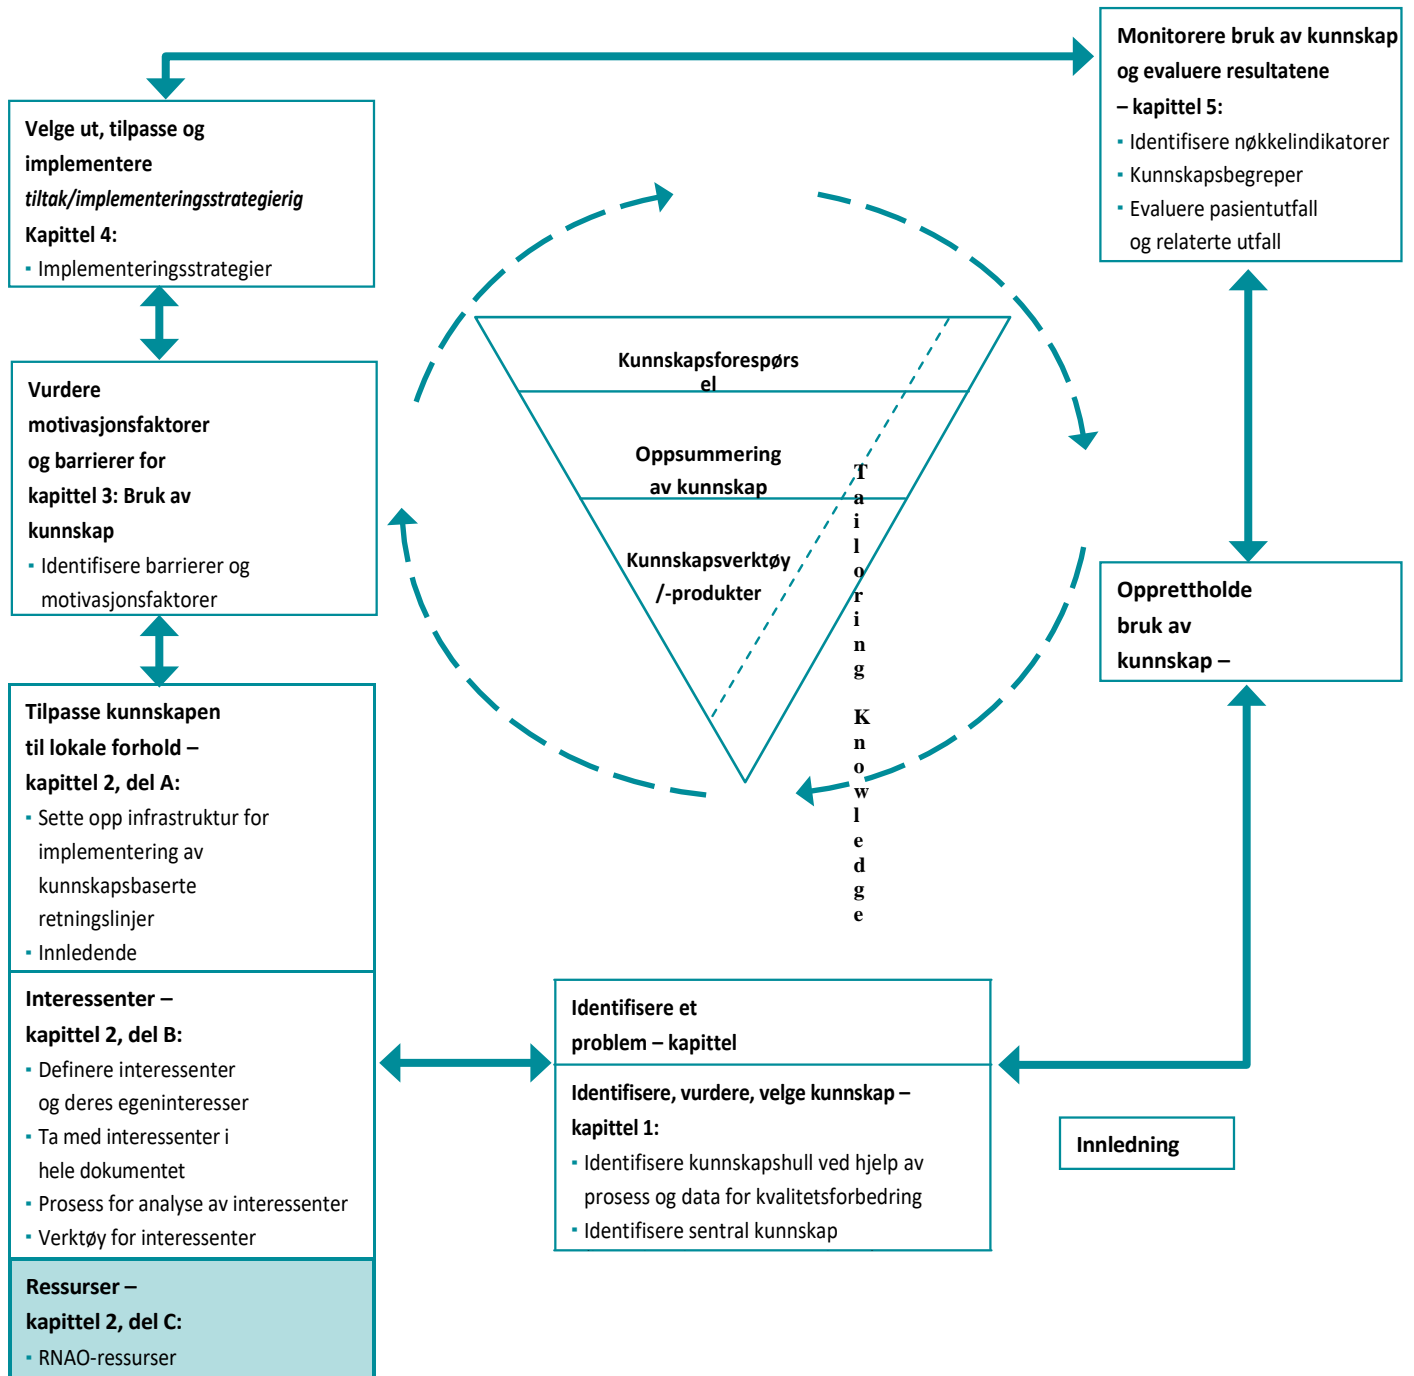 Monitorere bruk av kunnskap
og evaluere resultatene
– kapittel 5:
▪ Identifisere nøkkelindikatorer
▪ Kunnskapsbegreper
▪ Evaluere pasientutfall
og relaterte utfall
Velge ut, tilpasse og
implementere
tiltak/implementeringsstrategierig
Kapittel 4:
▪ Implementeringsstrategier
Vurdere
motivasjonsfaktorer
og barrierer for
kapittel 3: Bruk av
kunnskap
▪ Identifisere barrierer og
motivasjonsfaktorer
Kunnskapsforespørs
el
Oppsummering
av kunnskap
Kunnskapsverktøy
/-produkter
Tailoring Knowledge
Opprettholde
bruk av
kunnskap –
Tilpasse kunnskapen
til lokale forhold –
kapittel 2, del A:
▪ Sette opp infrastruktur for
implementering av
kunnskapsbaserte
retningslinjer
▪ Innledende
Interessenter –
kapittel 2, del B:
▪ Definere interessenter
og deres egeninteresser
▪ Ta med interessenter i
hele dokumentet
▪ Prosess for analyse av interessenter
▪ Verktøy for interessenter
Ressurser –
kapittel 2, del C:
▪ RNAO-ressurser
Identifisere et
problem – kapittel
Identifisere, vurdere, velge kunnskap –
kapittel 1:
▪ Identifisere kunnskapshull ved hjelp av
prosess og data for kvalitetsforbedring
▪ Identifisere sentral kunnskap
Innledning